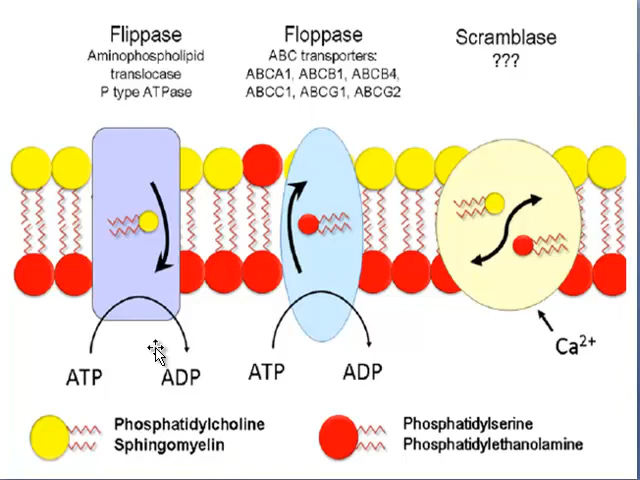 Flippase
Aminophospholipid
translocase
P type ATPase
Floppase
ABC transporters:
ABCA1, ABCB1, ABCB4,
ABCC1, ABCG1, ABCG2
Scramblase
???
Ca2+
ATP
ADP
ATP
ADP
Phosphatidylcholine
Sphingomyelin
Phosphatidylserine
Phosphatidylethanolamine